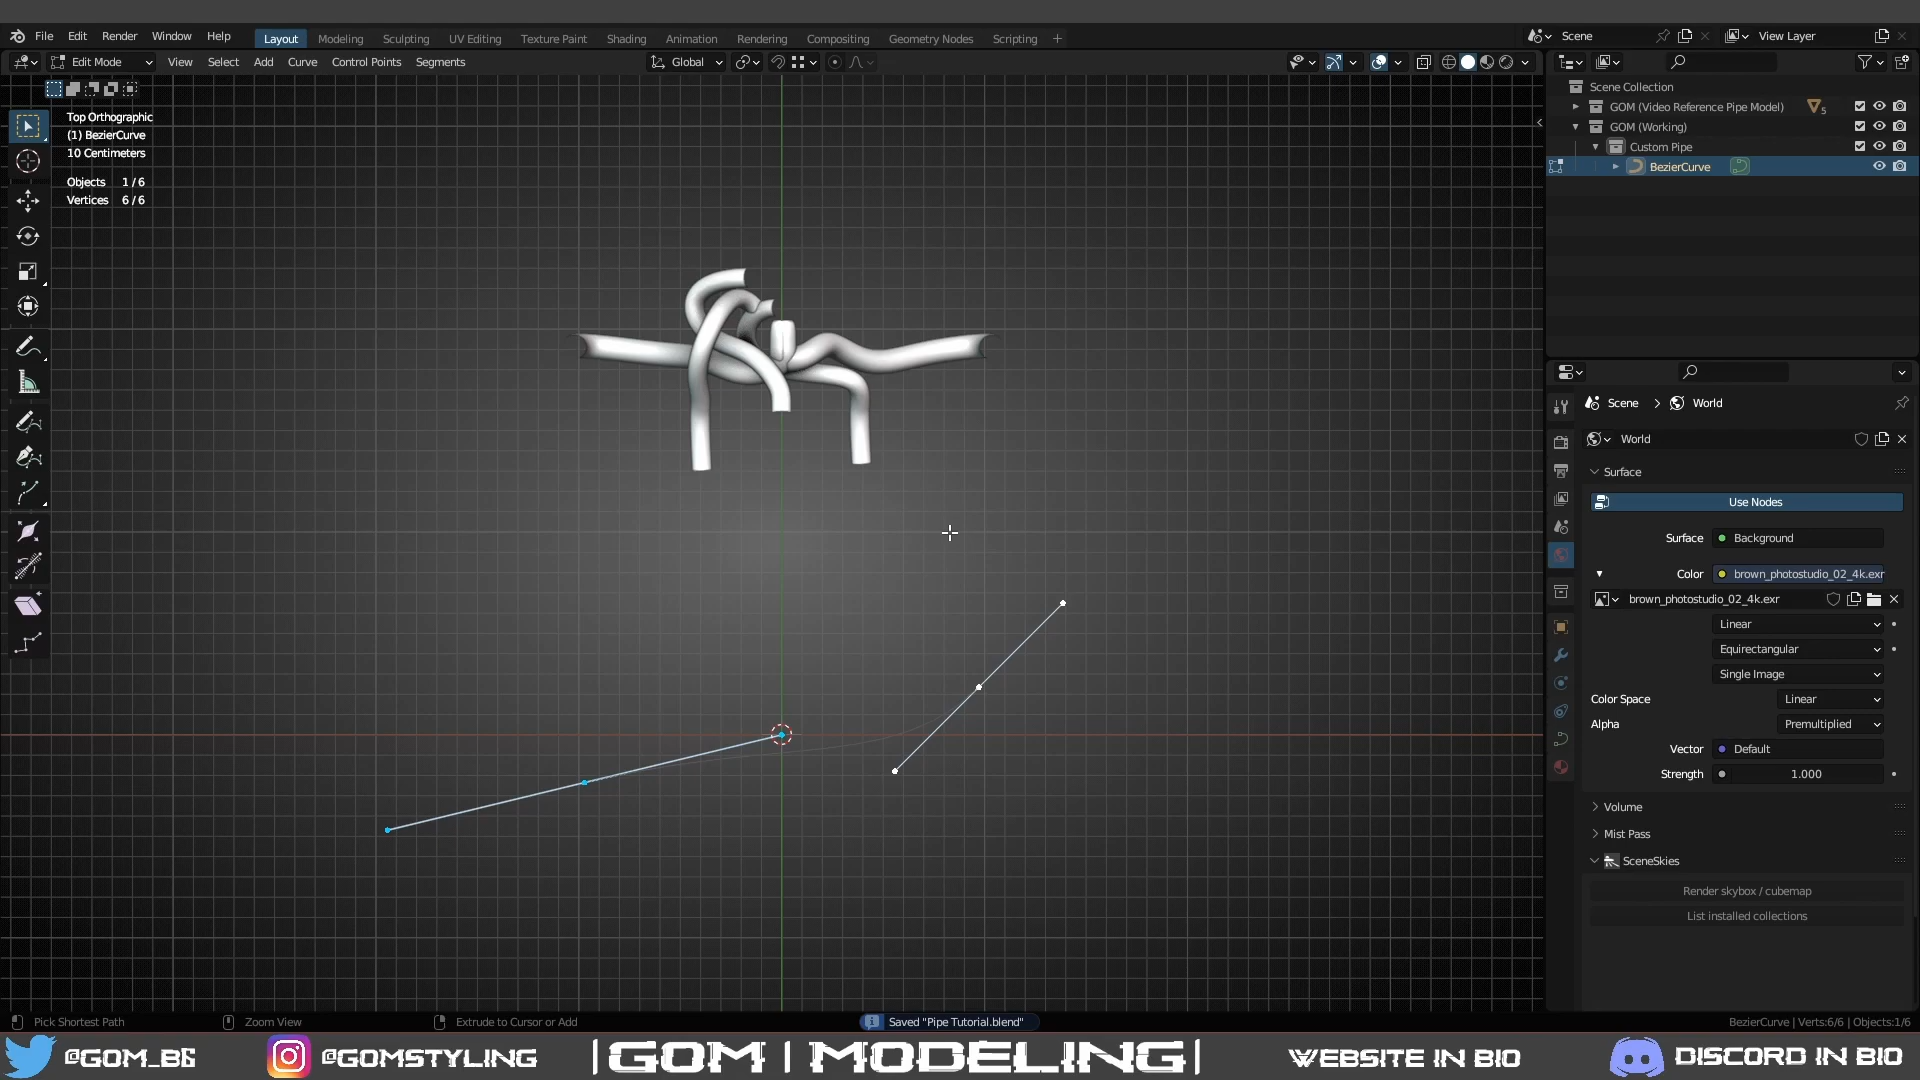 File Edit Render Window Help Layout Modeling Sculpting UV Editing Texture Paint Shading Animation Rendering Compositing Geometry Nodes Scripting + Scene View Layer
Edit Mode View Select Add Curve Control Points Segments Global
Top Orthographic
(1) BezierCurve
10 Centimeters
Objects 1/6
Vertices 6/6
Scene Collection
GOM (Video Reference Pipe Model) 5
GOM (Working)
Custom Pipe
BezierCurve
Scene > World
World
Surface
Use Nodes
Surface Background
Color brown_photostudio_02_4k.exr
brown_photostudio_02_4k.exr
Linear
Equirectangular
Single Image
Color Space Linear
Alpha Premultiplied
Vector Default
Strength 1.000
Volume
Mist Pass
SceneSkies
Render skybox / cubemap
List installed collections
Pick Shortest Path Zoom View Extrude to Cursor or Add Saved "Pipe Tutorial.blend" BezierCurve | Verts:6/6 | Objects:1/6
@GOM_B6 @GOMSTYLING |GOM | MODELING| WEBSITE IN BIO DISCORD IN BIO